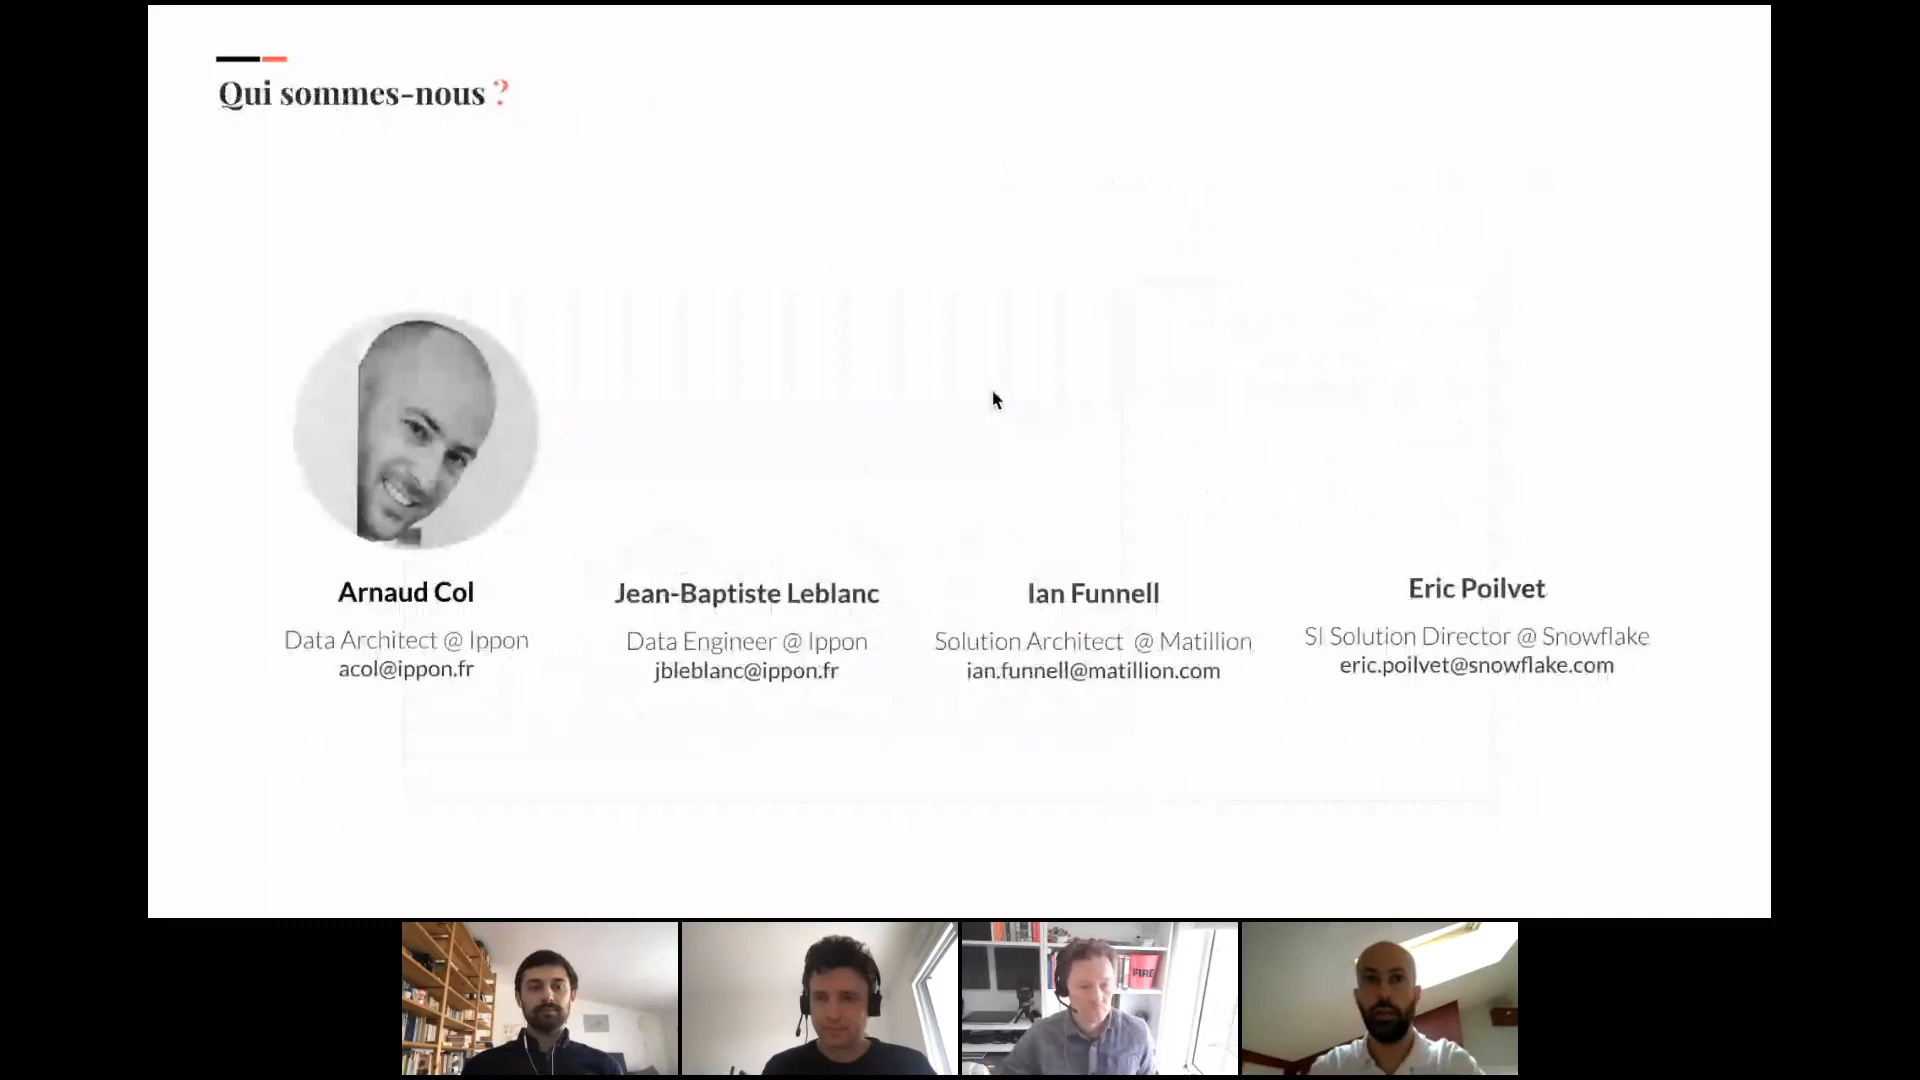 Qui sommes-nous ?
Arnaud Col
Data Architect @ Ippon
acol@ippon.fr
Jean-Baptiste Leblanc
Data Engineer @ Ippon
jbleblanc@ippon.fr
Ian Funnell
Solution Architect @ Matillion
ian.funnell@matillion.com
Eric Poilvet
SI Solution Director @ Snowflake
eric.poilvet@snowflake.com
FIRE